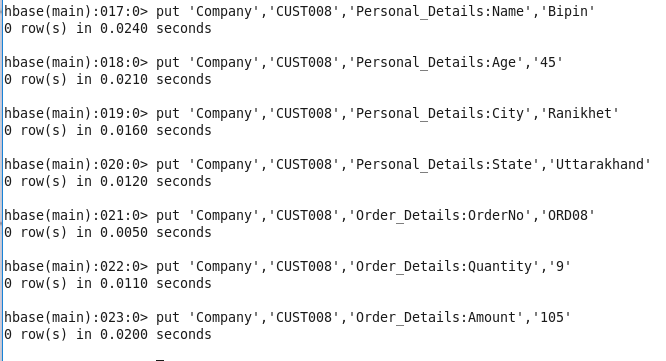 hbase(main):017:0> put 'Company','CUST008','Personal_Details:Name','Bipin'
0 row(s) in 0.0240 seconds
hbase(main):018:0> put 'Company','CUST008','Personal_Details:Age','45'
0 row(s) in 0.0210 seconds
hbase(main):019:0> put 'Company','CUST008','Personal_Details:City','Ranikhet'
0 row(s) in 0.0160 seconds
hbase(main):020:0> put 'Company','CUST008','Personal_Details:State','Uttarakhand'
0 row(s) in 0.0120 seconds
hbase(main):021:0> put 'Company','CUST008','Order_Details:OrderNo','ORD08'
0 row(s) in 0.0050 seconds
hbase(main):022:0> put 'Company','CUST008','Order_Details:Quantity','9'
0 row(s) in 0.0110 seconds
hbase(main):023:0> put 'Company','CUST008','Order_Details:Amount','105'
0 row(s) in 0.0200 seconds